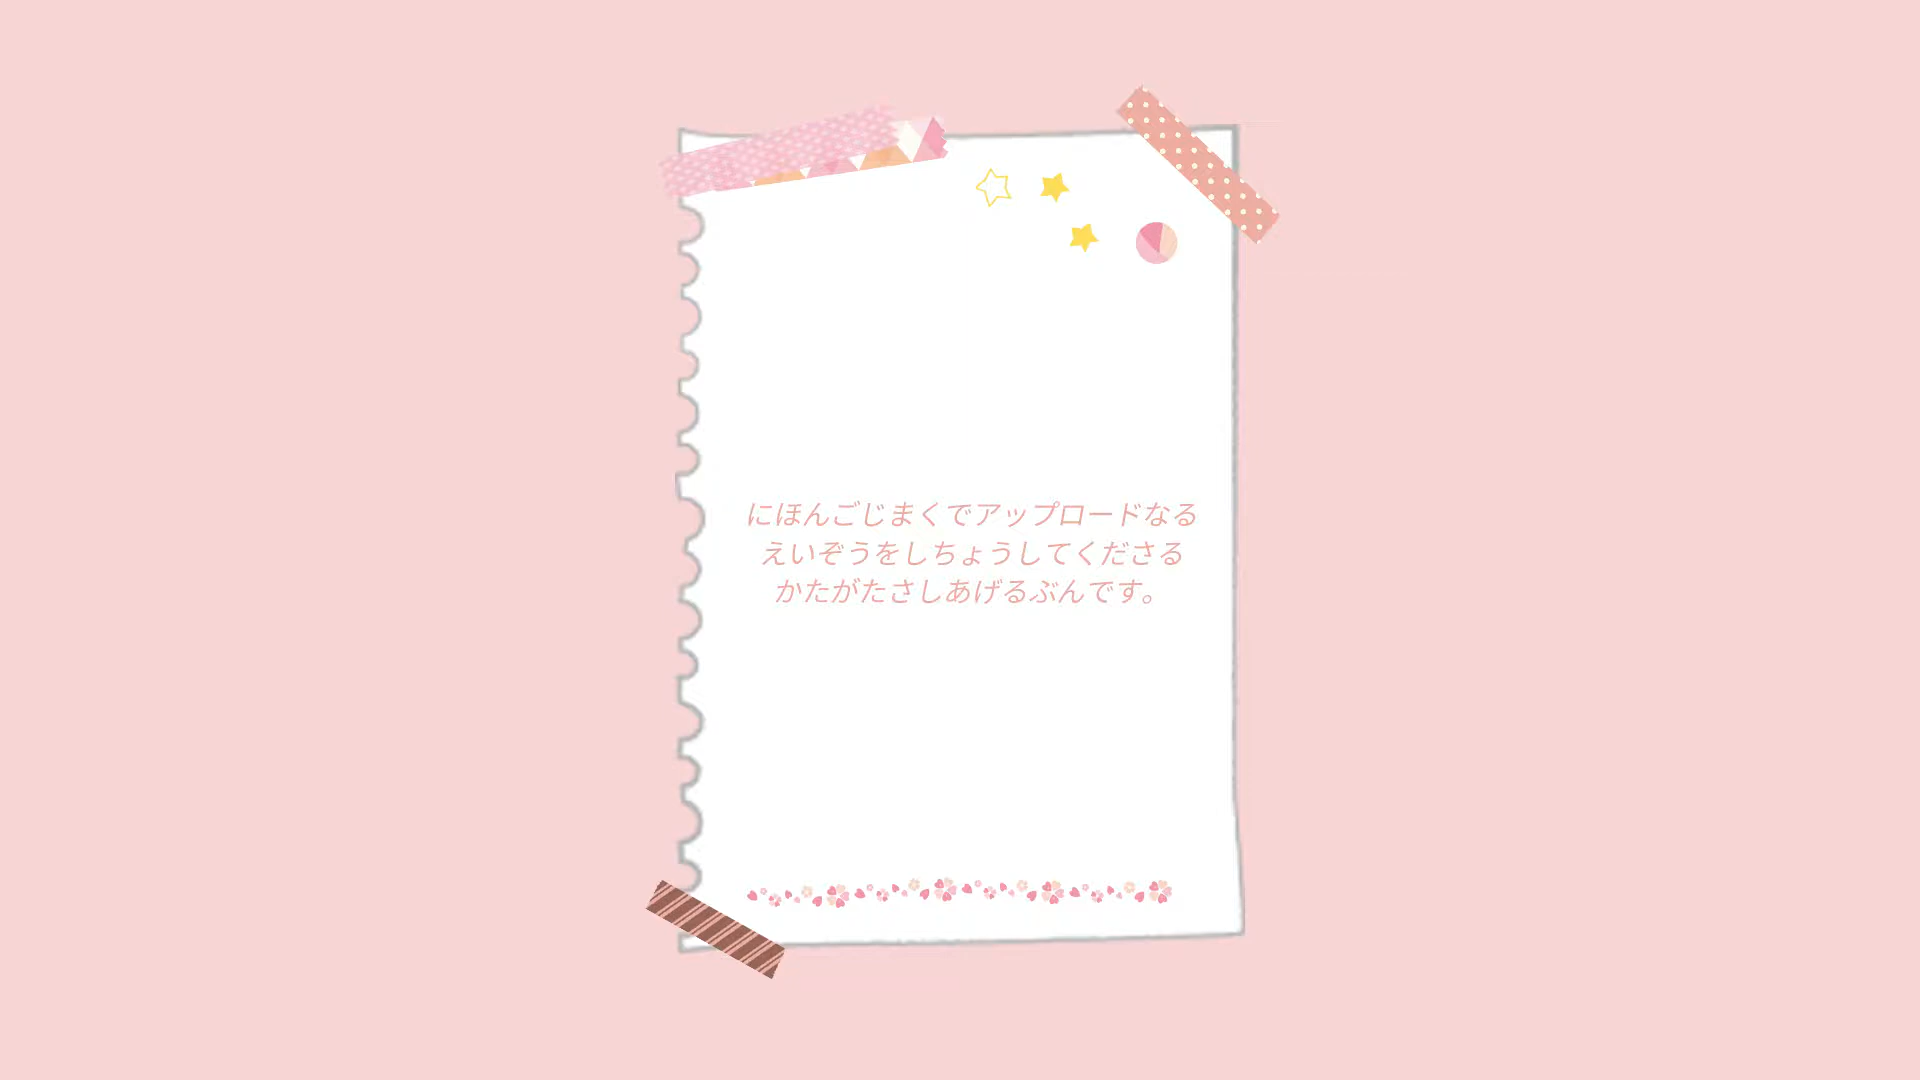 にほんごじまくでアップロードなる
えいぞうをしちょうしてくださる
かたがたさしあげるぶんです。